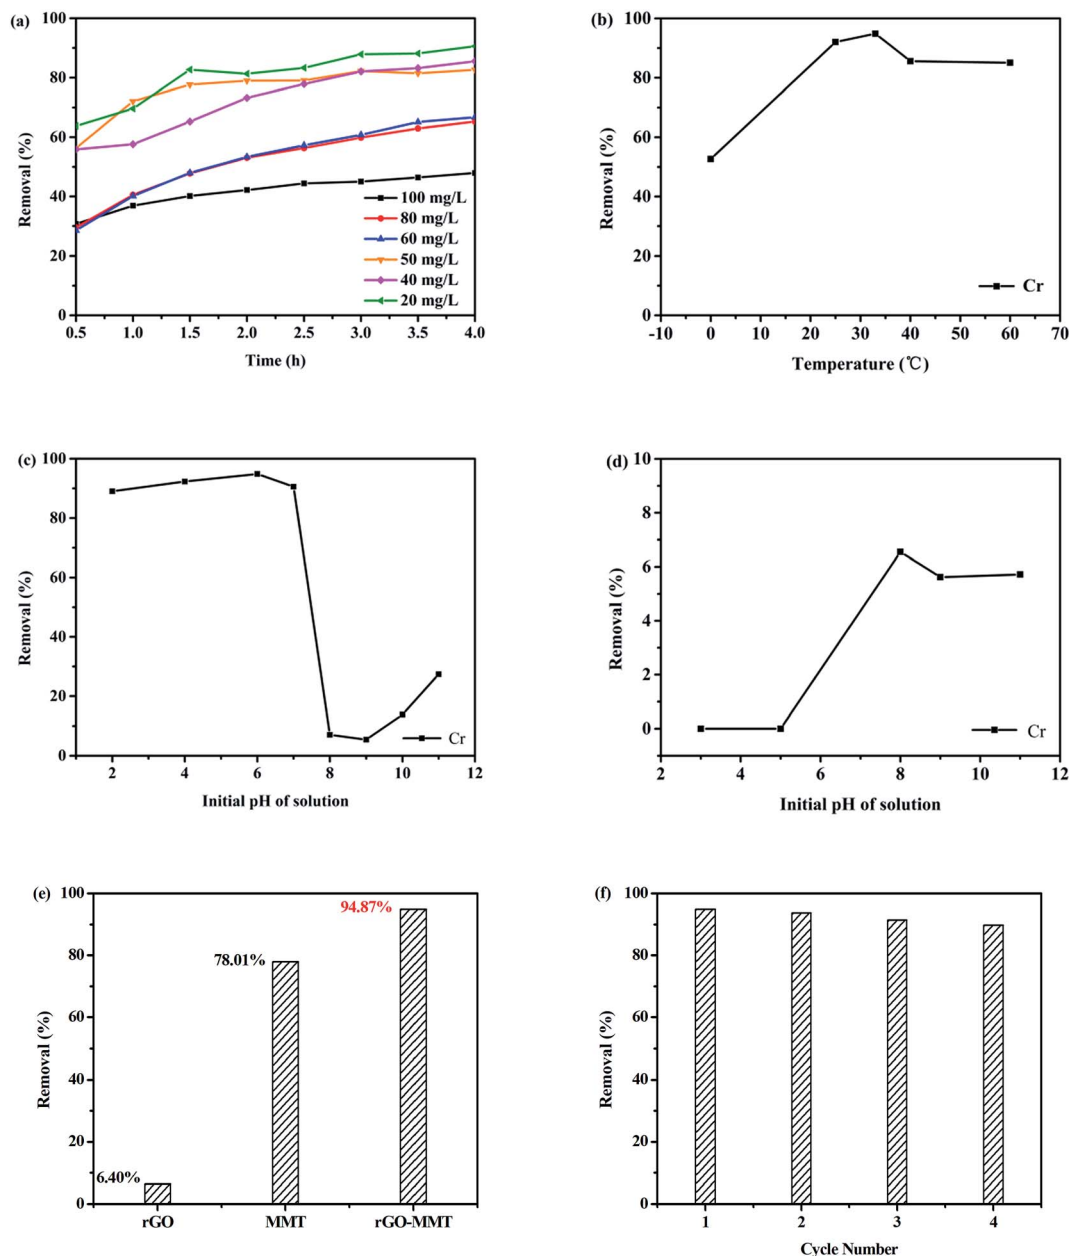 (a)
100
80
60
40
20
0
Removal (%)
0.5 1.0 1.5 2.0 2.5 3.0 3.5 4.0
Time (h)
100 mg/L
80 mg/L
60 mg/L
50 mg/L
40 mg/L
20 mg/L
(b)
100
80
60
40
20
0
Removal (%)
-10 0 10 20 30 40 50 60 70
Temperature (℃)
Cr
(c)
100
80
60
40
20
0
Removal (%)
2 4 6 8 10 12
Initial pH of solution
Cr
(d)
10
8
6
4
2
0
Removal (%)
2 4 6 8 10 12
Initial pH of solution
Cr
(e)
100
80
60
40
20
0
Removal (%)
6.40%
78.01%
94.87%
rGO MMT rGO-MMT
(f)
100
80
60
40
20
0
Removal (%)
1 2 3 4
Cycle Number